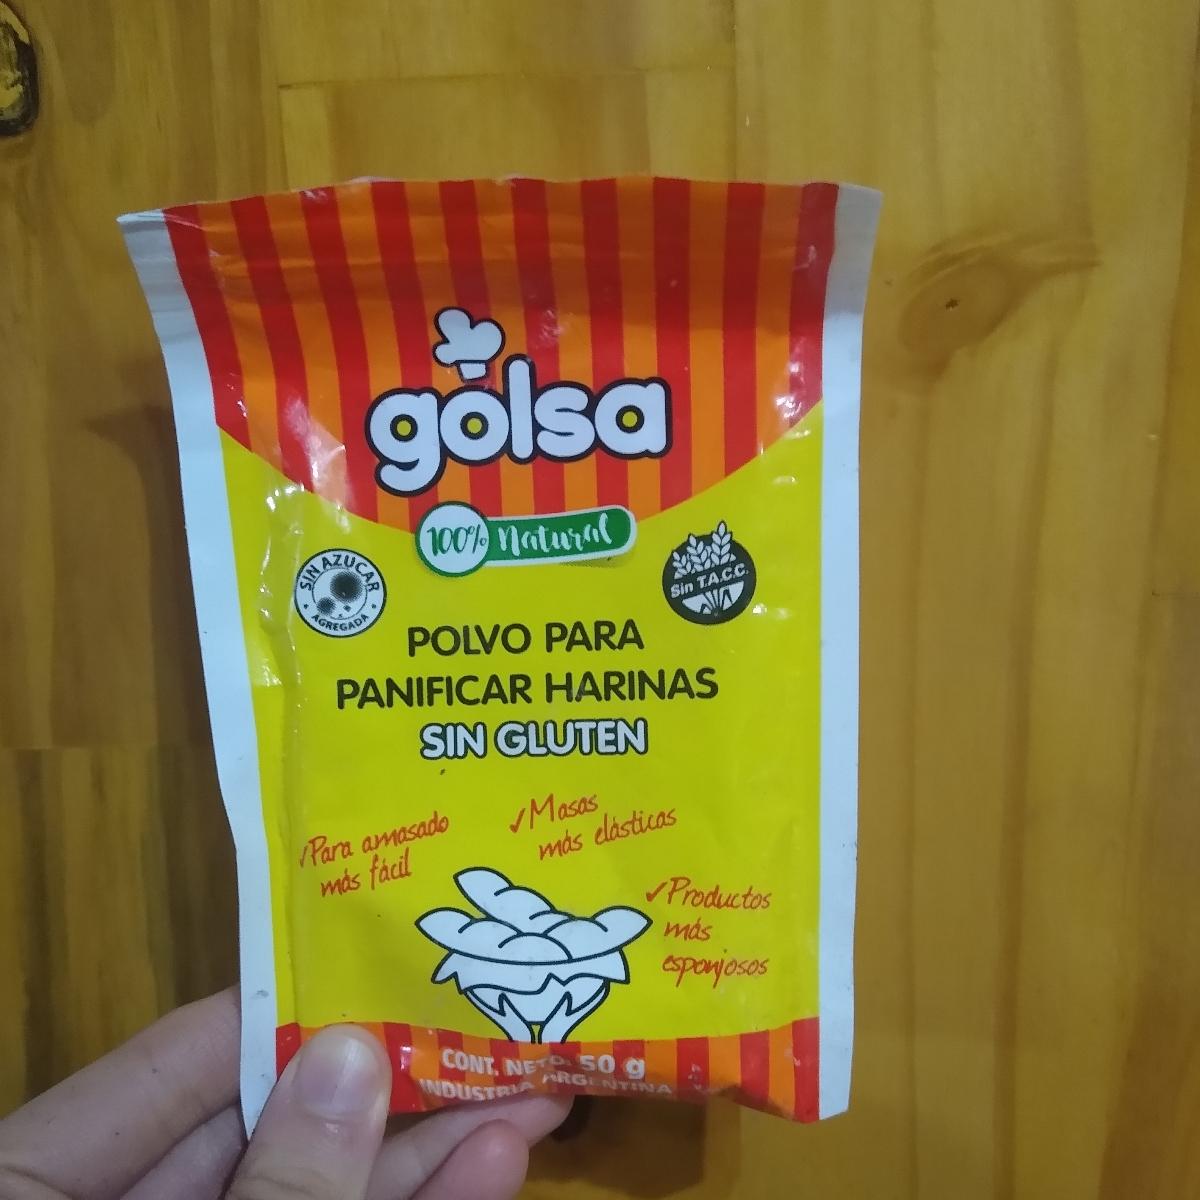 golsa
100% Natural
SIN AZUCAR
AGREGADA
Sin T.A.C.C.
POLVO PARA
PANIFICAR HARINAS
SIN GLUTEN
✓Para amasado
más fácil
✓Masas
más elásticas
✓Productos
más
esponjosos
CONT. NETO: 50 g
INDUSTRIA ARGENTINA